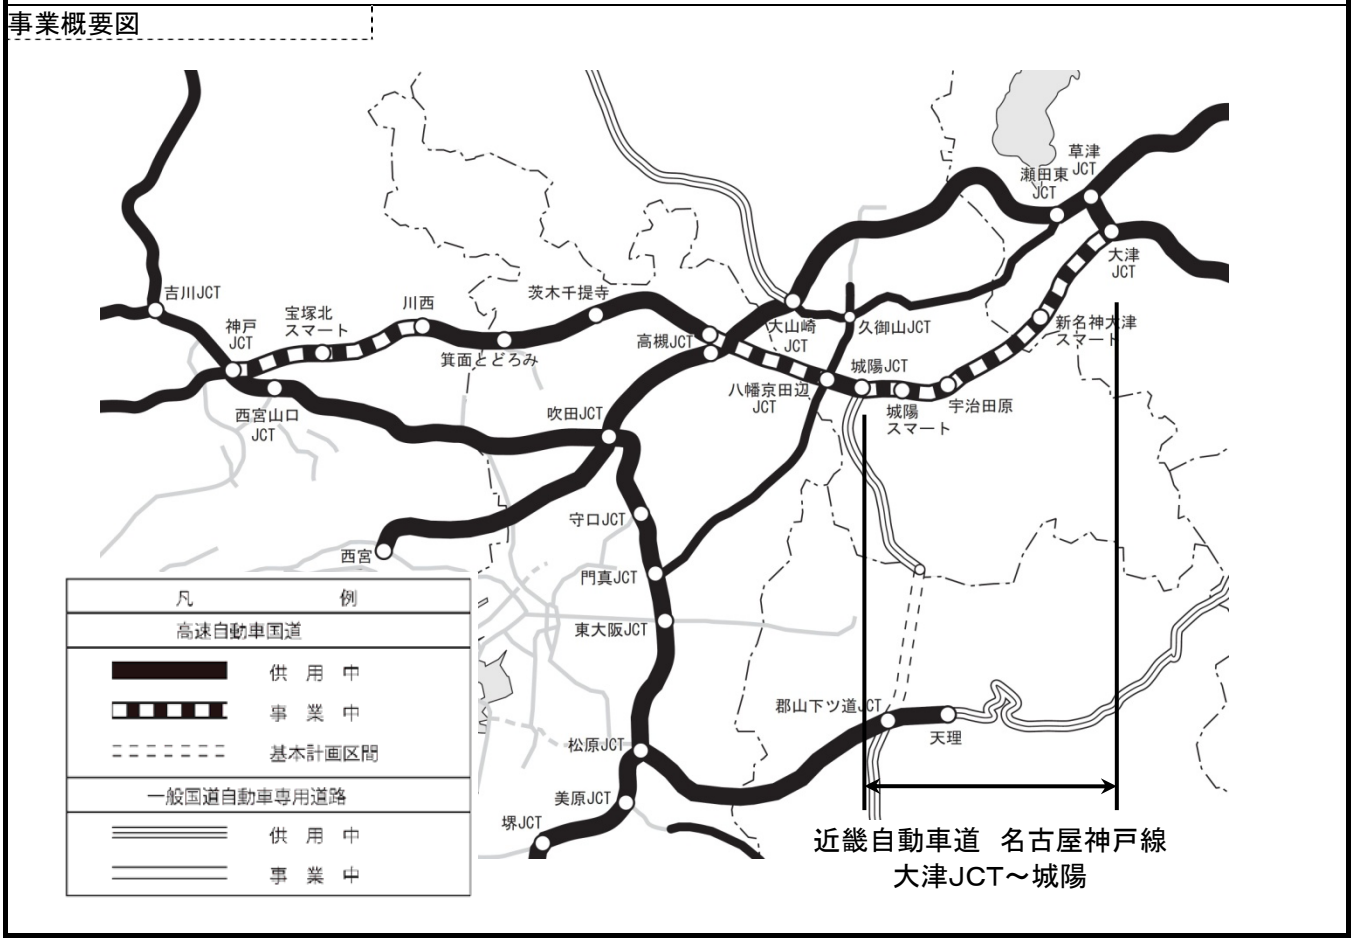 事業概要図
草津
JCT
瀬田東
JCT
大津
JCT
吉川JCT
神戸
JCT
宝塚北
スマート
川西
茨木千提寺
箕面とどろみ
高槻JCT
大山崎
JCT
久御山JCT
新名神大津
スマート
西宮山口
JCT
吹田JCT
八幡京田辺
JCT
城陽JCT
城陽
スマート
宇治田原
守口JCT
西宮
門真JCT
東大阪JCT
郡山下ツ道JCT
天理
松原JCT
美原JCT
堺JCT
凡 例
高速自動車国道
供 用 中
事 業 中
基本計画区間
一般国道自動車専用道路
供 用 中
事 業 中
近畿自動車道 名古屋神戸線
大津JCT~城陽